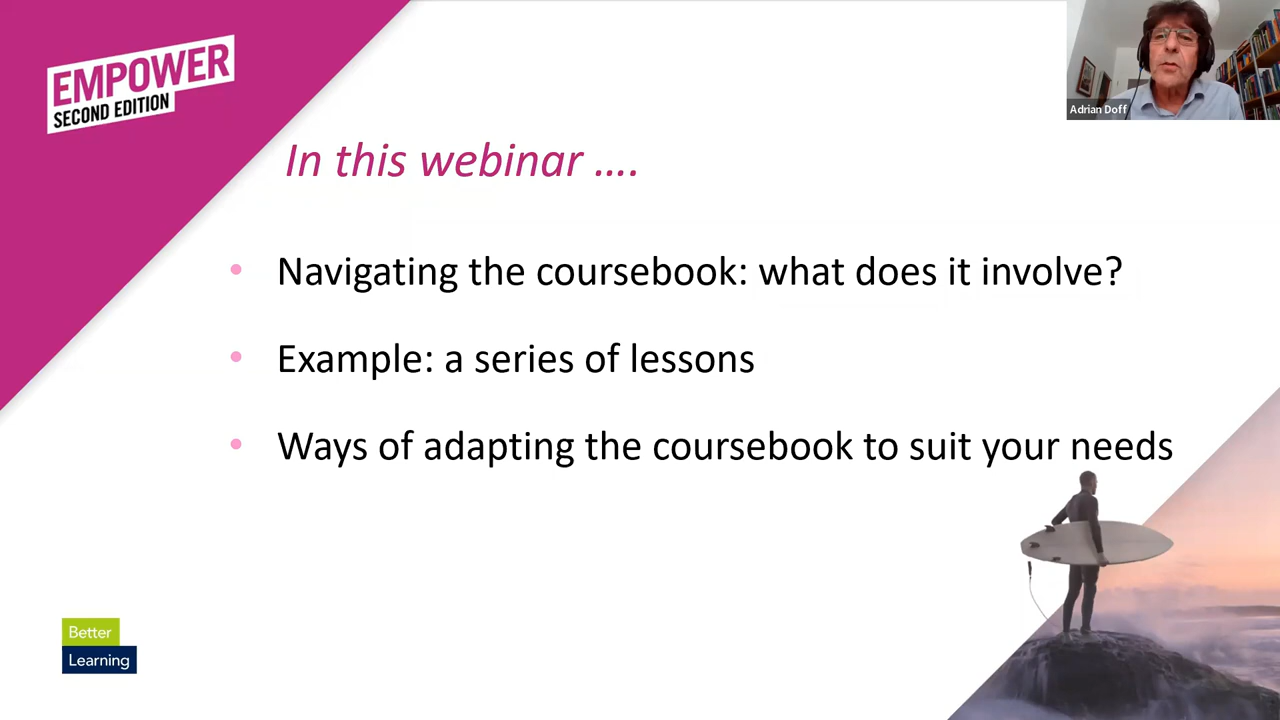 EMPOWER
SECOND EDITION
Adrian Doff
In this webinar ....
• Navigating the coursebook: what does it involve?
• Example: a series of lessons
• Ways of adapting the coursebook to suit your needs
Better
Learning